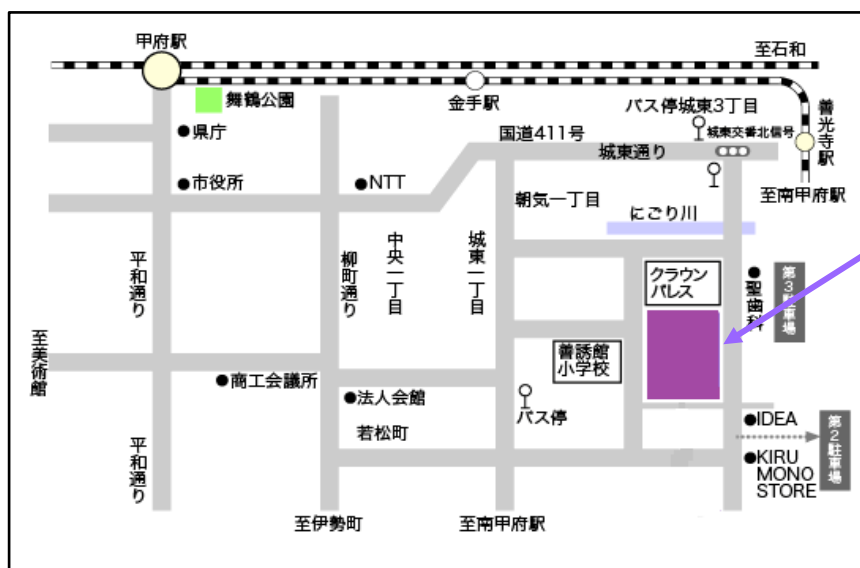 甲府駅
至石和
舞鶴公園
金手駅
バス停城東3丁目
善光寺駅
県庁
国道411号
城東交番北信号
城東通り
市役所
NTT
朝気一丁目
至南甲府駅
にごり川
平和通り
柳町通り
中央一丁目
城東一丁目
クラウン
パレス
聖歯科
第3駐車場
至美術館
善誘館
小学校
商工会議所
法人会館
バス停
IDEA
若松町
第2駐車場
平和通り
KIRU
MONO
STORE
至伊勢町
至南甲府駅